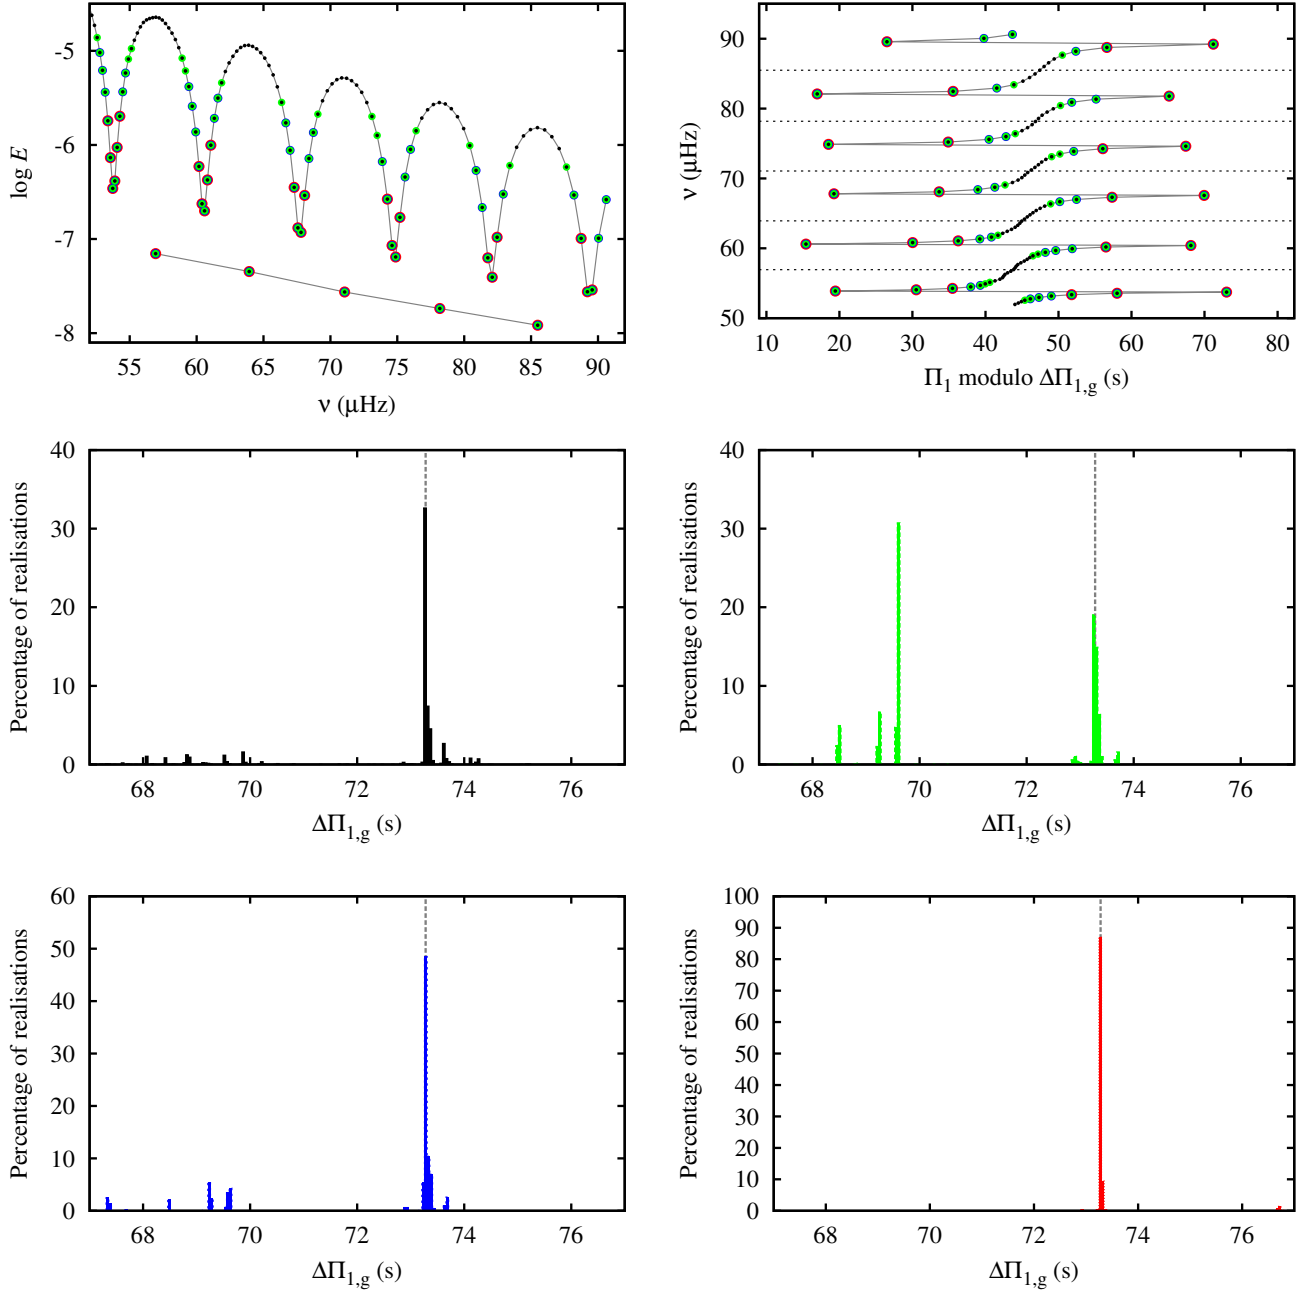 -5
-6
-7
-8
log E
55 60 65 70 75 80 85 90
ν (μHz)
90
80
70
60
50
ν (μHz)
10 20 30 40 50 60 70 80
Π1 modulo ΔΠ1,g (s)
40
30
20
10
0
Percentage of realisations
68 70 72 74 76
ΔΠ1,g (s)
40
30
20
10
0
Percentage of realisations
68 70 72 74 76
ΔΠ1,g (s)
60
50
40
30
20
10
0
Percentage of realisations
68 70 72 74 76
ΔΠ1,g (s)
100
90
80
70
60
50
40
30
20
10
0
Percentage of realisations
68 70 72 74 76
ΔΠ1,g (s)